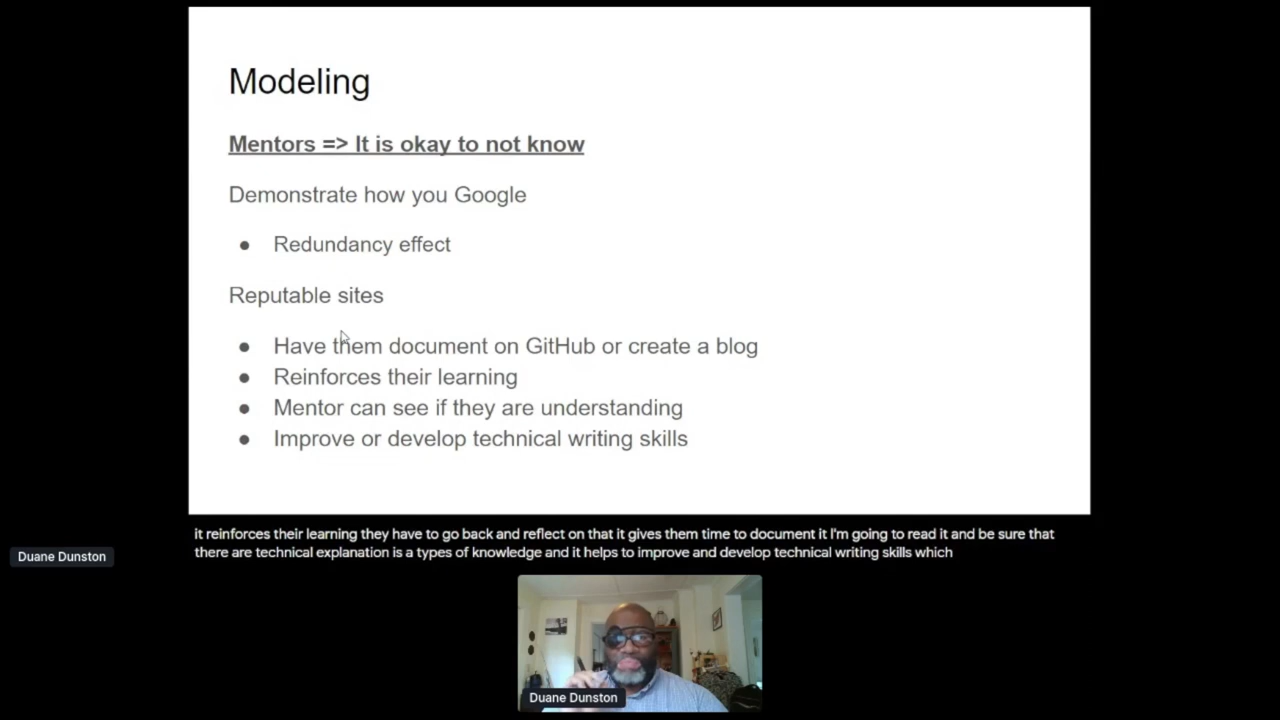 Modeling
Mentors => It is okay to not know
Demonstrate how you Google
● Redundancy effect
Reputable sites
● Have them document on GitHub or create a blog
● Reinforces their learning
● Mentor can see if they are understanding
● Improve or develop technical writing skills
it reinforces their learning they have to go back and reflect on that it gives them time to document it I'm going to read it and be sure that
there are technical explanation is a types of knowledge and it helps to improve and develop technical writing skills which
Duane Dunston
Duane Dunston